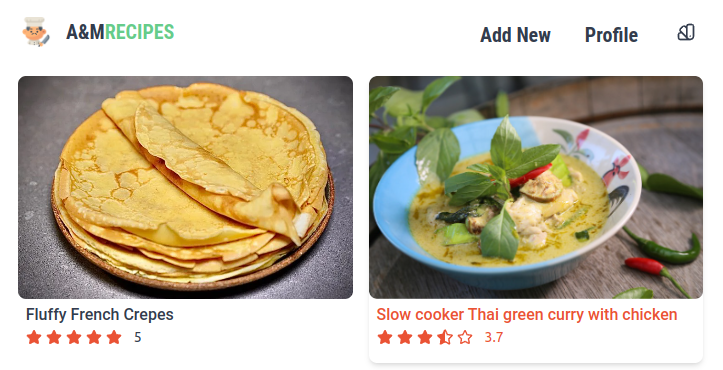 A&MRECIPES
Add New Profile
Fluffy French Crepes
5
Slow cooker Thai green curry with chicken
3.7